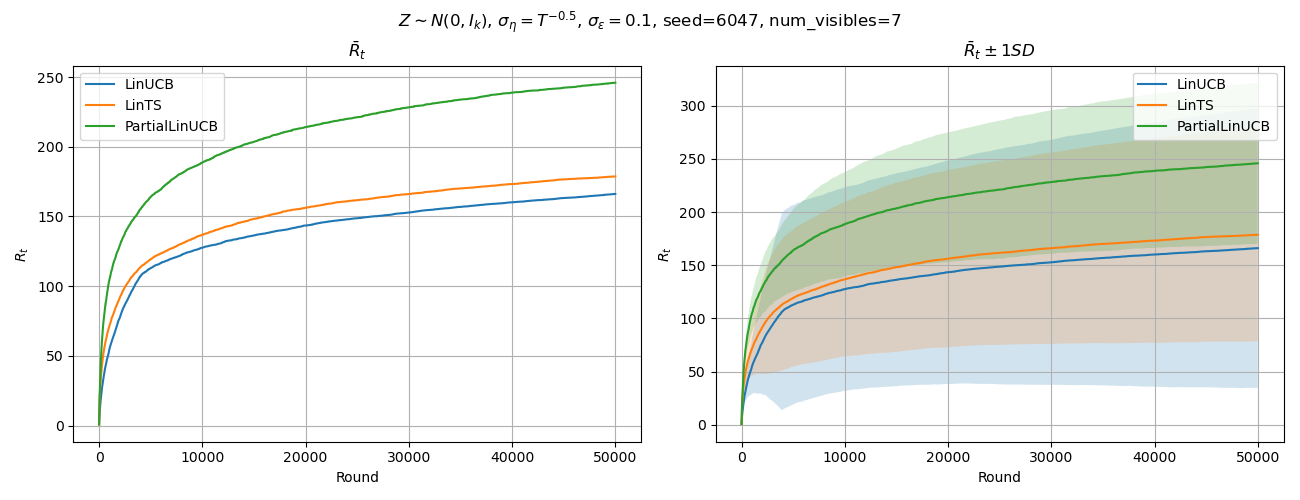 Z ∼ N(0, I_k), σ_η = T^{−0.5}, σ_ε = 0.1, seed=6047, num_visibles=7
R̄_t
250
200
150
100
50
0
R_t
LinUCB
LinTS
PartialLinUCB
0 10000 20000 30000 40000 50000
Round
R̄_t ± 1SD
300
250
200
150
100
50
0
R_t
LinUCB
LinTS
PartialLinUCB
0 10000 20000 30000 40000 50000
Round